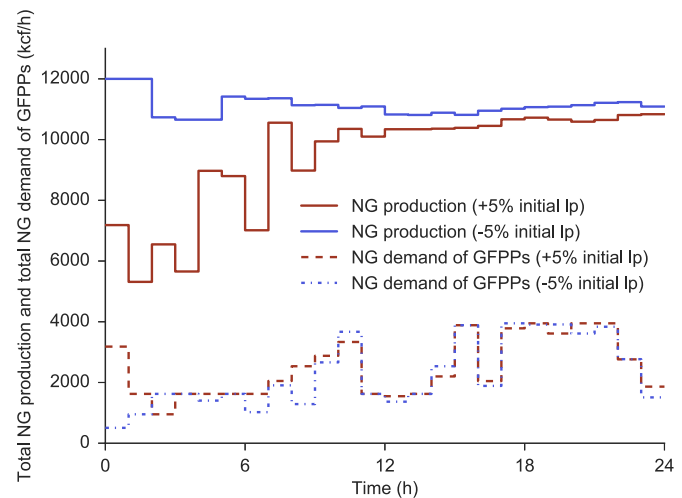 Total NG production and total NG demand of GFPPs (kcf/h)
12000
10000
8000
6000
4000
2000
0
NG production (+5% initial lp)
NG production (-5% initial lp)
NG demand of GFPPs (+5% initial lp)
NG demand of GFPPs (-5% initial lp)
0
6
12
18
24
Time (h)